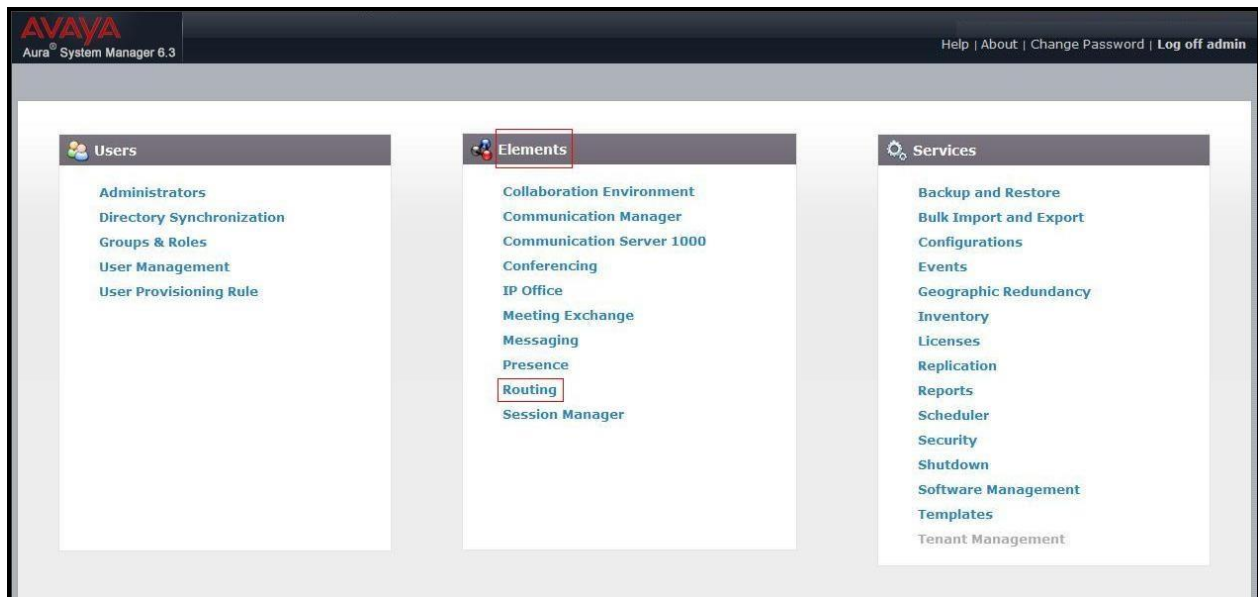 AVAYA
Aura® System Manager 6.3
Help | About | Change Password | Log off admin
Users
Administrators
Directory Synchronization
Groups & Roles
User Management
User Provisioning Rule
Elements
Collaboration Environment
Communication Manager
Communication Server 1000
Conferencing
IP Office
Meeting Exchange
Messaging
Presence
Routing
Session Manager
Services
Backup and Restore
Bulk Import and Export
Configurations
Events
Geographic Redundancy
Inventory
Licenses
Replication
Reports
Scheduler
Security
Shutdown
Software Management
Templates
Tenant Management